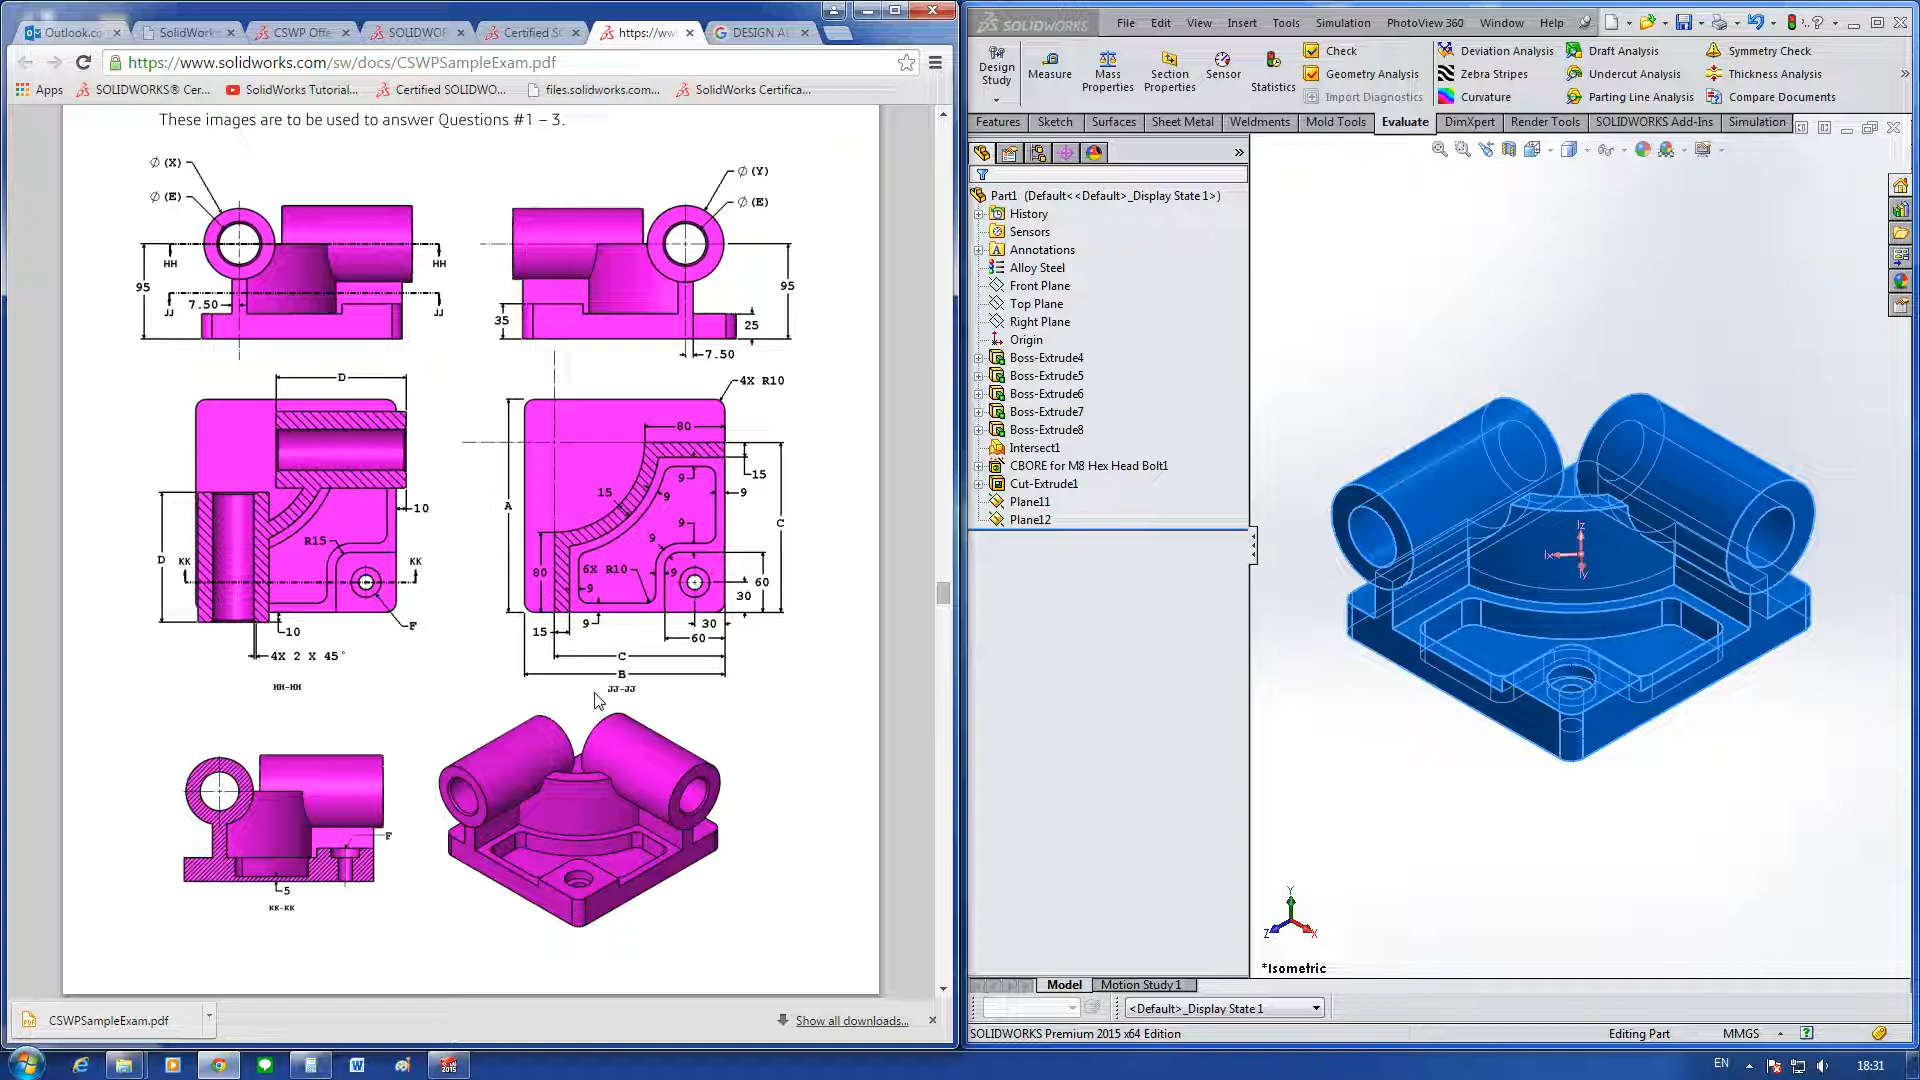 Outlook.co
SolidWork
CSWP Offe
SOLIDWOR
Certified SO
https://ww
DESIGN AL
https://www.solidworks.com/sw/docs/CSWPSampleExam.pdf
Apps
SOLIDWORKS® Cer...
SolidWorks Tutorial...
Certified SOLIDWO...
files.solidworks.com...
SolidWorks Certifica...
These images are to be used to answer Questions #1 – 3.
∅ (X)
∅ (E)
∅ (Y)
∅ (E)
HH
HH
95
7.50
JJ
JJ
95
35
25
7.50
D
4X R10
80
15
9
15
9
9
10
A
C
R15
9
9
D
KK
KK
80
6X R10
9
9
60
30
10
F
15
9
30
60
4X 2 X 45°
C
B
HH-HH
JJ-JJ
F
5
KK-KK
CSWPSampleExam.pdf
Show all downloads...
SOLIDWORKS
File
Edit
View
Insert
Tools
Simulation
PhotoView 360
Window
Help
Design Study
Measure
Mass Properties
Section Properties
Sensor
Statistics
Check
Geometry Analysis
Import Diagnostics
Deviation Analysis
Zebra Stripes
Curvature
Draft Analysis
Undercut Analysis
Parting Line Analysis
Symmetry Check
Thickness Analysis
Compare Documents
Features
Sketch
Surfaces
Sheet Metal
Weldments
Mold Tools
Evaluate
DimXpert
Render Tools
SOLIDWORKS Add-Ins
Simulation
Part1 (Default<<Default>_Display State 1>)
History
Sensors
Annotations
Alloy Steel
Front Plane
Top Plane
Right Plane
Origin
Boss-Extrude4
Boss-Extrude5
Boss-Extrude6
Boss-Extrude7
Boss-Extrude8
Intersect1
CBORE for M8 Hex Head Bolt1
Cut-Extrude1
Plane11
Plane12
Iz
Ix
Iy
Y
Z
X
*Isometric
Model
Motion Study 1
<Default>_Display State 1
SOLIDWORKS Premium 2015 x64 Edition
Editing Part
MMGS
2015
EN
18:31